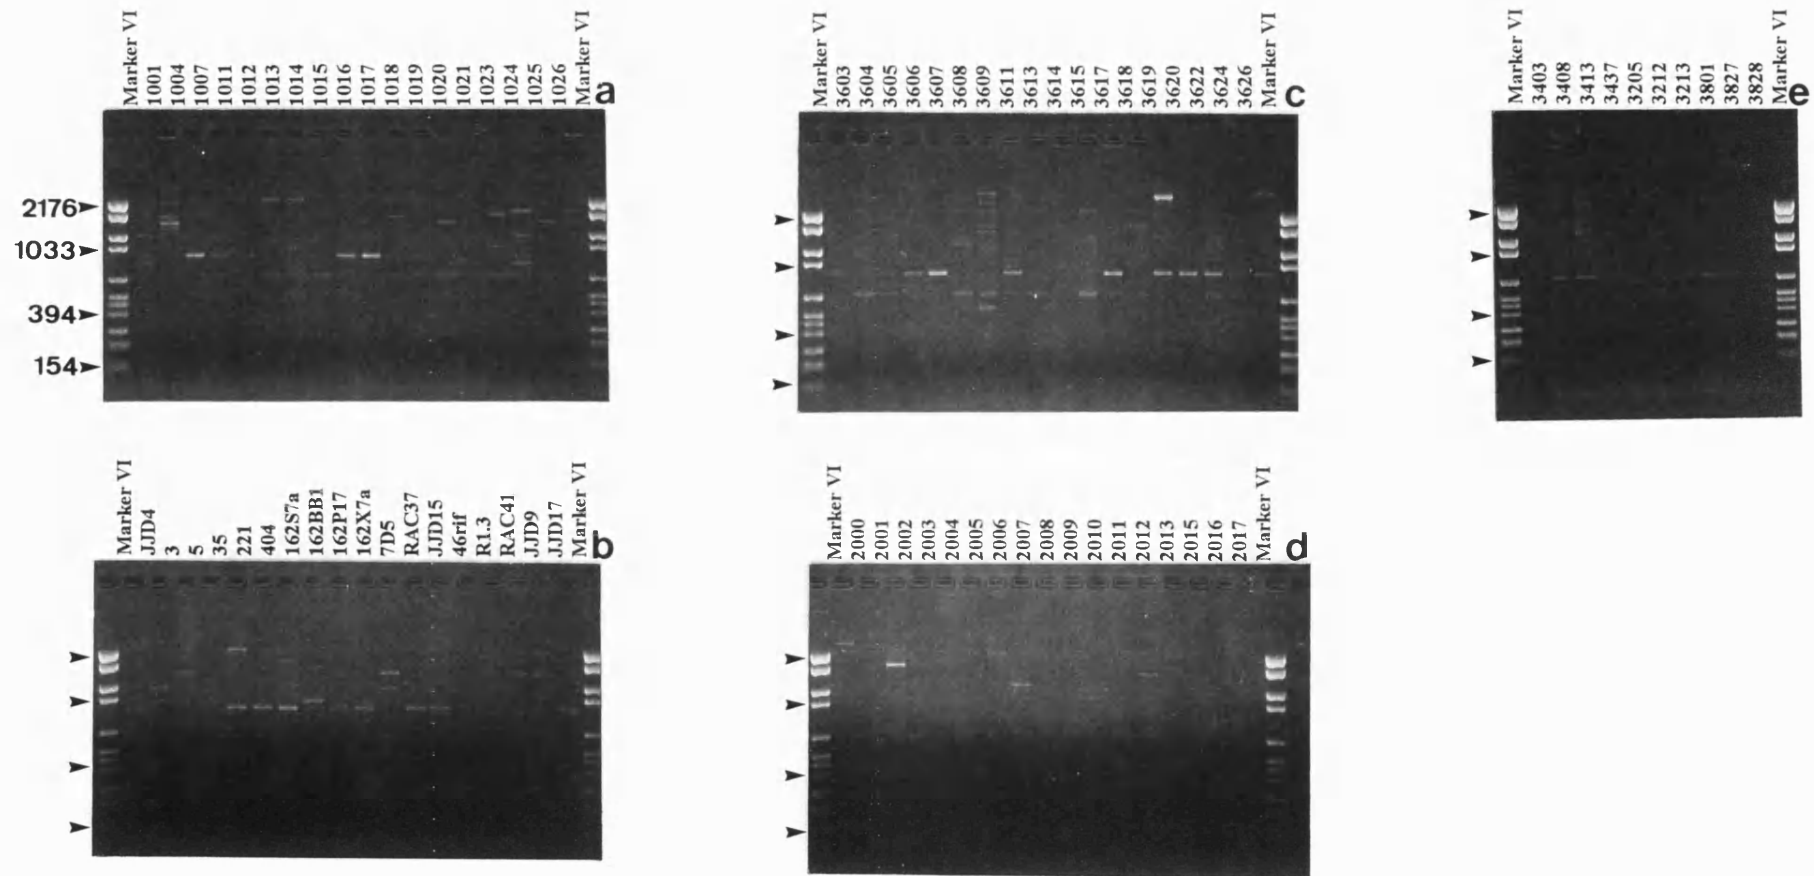 Marker VI
1001
1004
1007
1011
1012
1013
1014
1015
1016
1017
1018
1019
1020
1021
1023
1024
1025
1026
Marker VI
a
2176
1033
394
154
Marker VI
3603
3604
3605
3606
3607
3608
3609
3611
3613
3614
3615
3617
3618
3619
3620
3622
3624
3626
Marker VI
c
Marker VI
3403
3408
3413
3437
3205
3212
3213
3801
3827
3828
Marker VI
e
Marker VI
JJD4
3
5
35
221
404
162S7a
162BB1
162P17
162X7a
7D5
RAC37
JJD15
46rif
R1.3
RAC41
JJD9
JJD17
Marker VI
b
Marker VI
2000
2001
2002
2003
2004
2005
2006
2007
2008
2009
2010
2011
2012
2013
2015
2016
2017
Marker VI
d